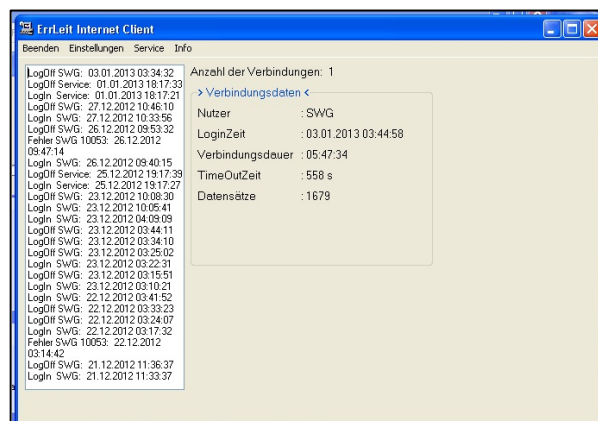 ErrLeit Internet Client
Beenden Einstellungen Service Info
LogOff SWG: 03.01.2013 03:34:32
LogOff Service: 01.01.2013 18:17:33
LogIn Service: 01.01.2013 18:17:21
LogOff SWG: 27.12.2012 10:46:10
LogIn SWG: 27.12.2012 10:33:56
LogOff SWG: 26.12.2012 09:53:32
Fehler SWG 10053: 26.12.2012
09:47:14
LogIn SWG: 26.12.2012 09:40:15
LogOff Service: 25.12.2012 19:17:39
LogIn Service: 25.12.2012 19:17:27
LogOff SWG: 23.12.2012 10:08:30
LogIn SWG: 23.12.2012 10:05:41
LogIn SWG: 23.12.2012 04:09:09
LogOff SWG: 23.12.2012 03:44:11
LogOff SWG: 23.12.2012 03:34:10
LogOff SWG: 23.12.2012 03:25:02
LogIn SWG: 23.12.2012 03:22:31
LogOff SWG: 23.12.2012 03:15:51
LogIn SWG: 23.12.2012 03:10:21
LogIn SWG: 22.12.2012 03:41:52
LogOff SWG: 22.12.2012 03:33:23
LogOff SWG: 22.12.2012 03:24:07
LogIn SWG: 22.12.2012 03:17:32
Fehler SWG 10053: 22.12.2012
03:14:42
LogOff SWG: 21.12.2012 11:36:37
LogIn SWG: 21.12.2012 11:33:37
Anzahl der Verbindungen: 1
> Verbindungsdaten <
Nutzer : SWG
LoginZeit : 03.01.2013 03:44:58
Verbindungsdauer : 05:47:34
TimeOutZeit : 558 s
Datensätze : 1679